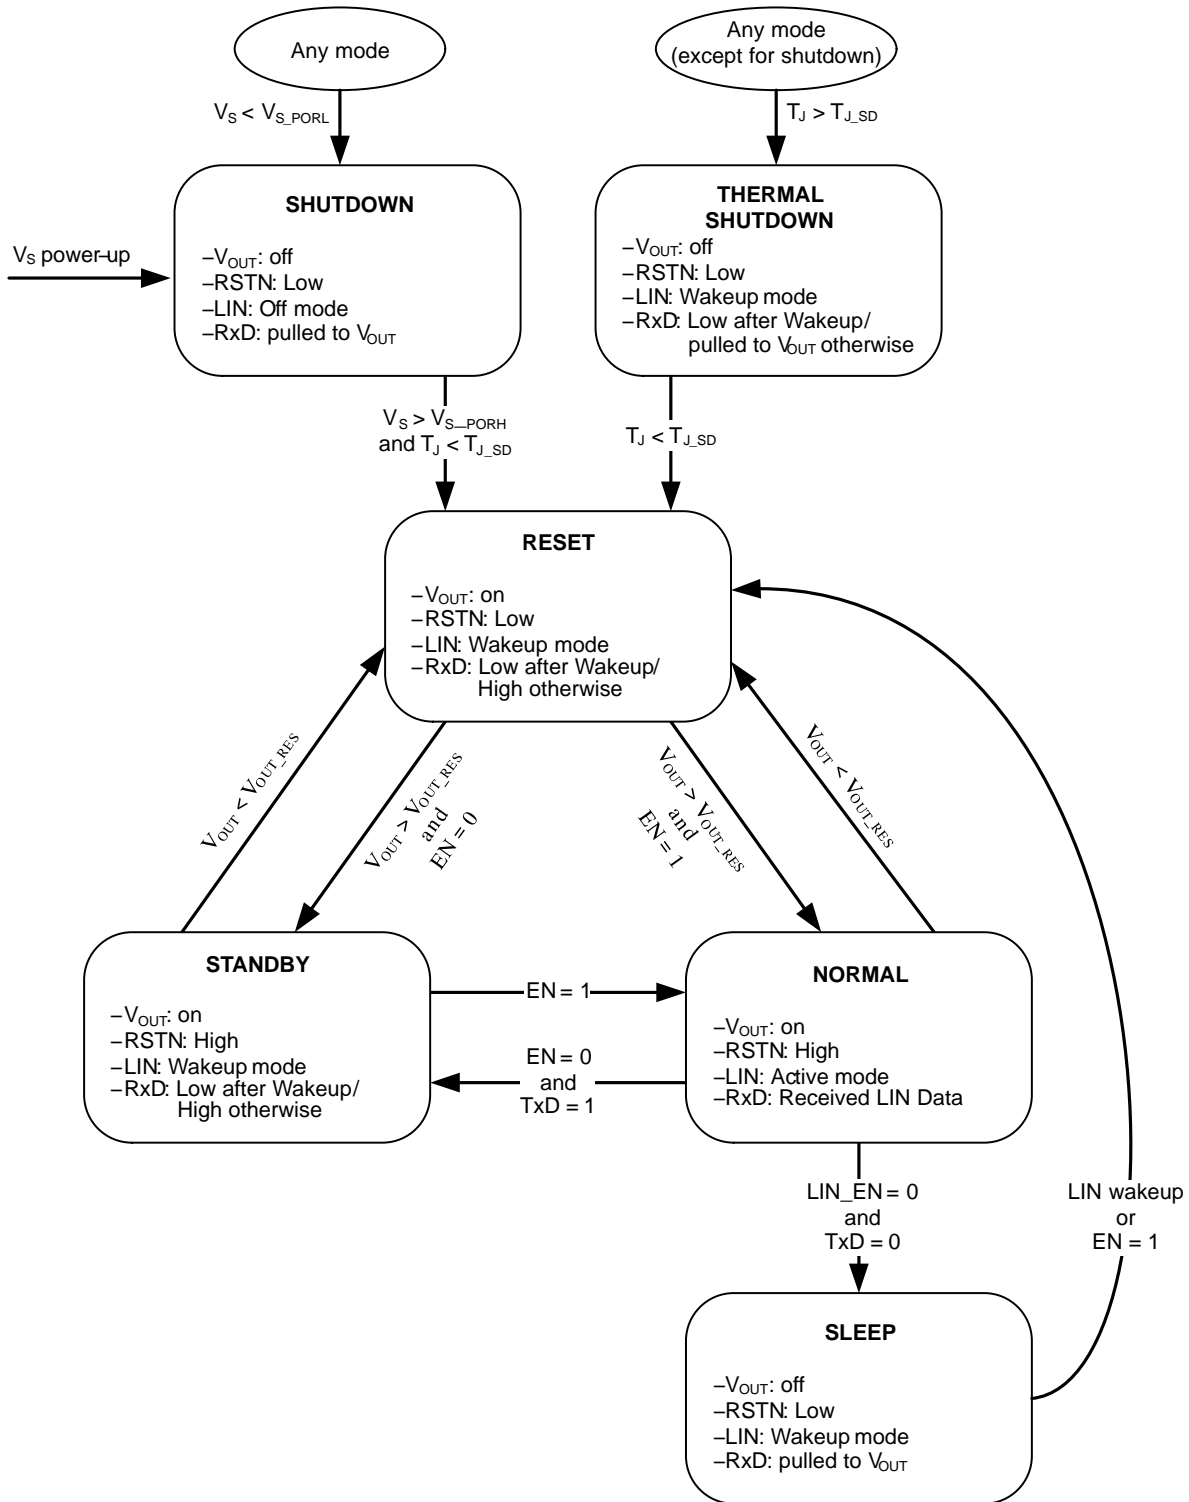 Any mode
Any mode
(except for shutdown)
V_S < V_S_PORL
T_J > T_J_SD
SHUTDOWN
–V_OUT: off
–RSTN: Low
–LIN: Off mode
–RxD: pulled to V_OUT
V_S power–up
THERMAL
SHUTDOWN
–V_OUT: off
–RSTN: Low
–LIN: Wakeup mode
–RxD: Low after Wakeup/
pulled to V_OUT otherwise
V_S > V_S_PORH
and T_J < T_J_SD
T_J < T_J_SD
RESET
–V_OUT: on
–RSTN: Low
–LIN: Wakeup mode
–RxD: Low after Wakeup/
High otherwise
V_OUT < V_OUT_RES
V_OUT > V_OUT_RES
and
EN = 0
V_OUT > V_OUT_RES
and
EN = 1
V_OUT < V_OUT_RES
STANDBY
–V_OUT: on
–RSTN: High
–LIN: Wakeup mode
–RxD: Low after Wakeup/
High otherwise
EN = 1
EN = 0
and
TxD = 1
NORMAL
–V_OUT: on
–RSTN: High
–LIN: Active mode
–RxD: Received LIN Data
LIN_EN = 0
and
TxD = 0
LIN wakeup
or
EN = 1
SLEEP
–V_OUT: off
–RSTN: Low
–LIN: Wakeup mode
–RxD: pulled to V_OUT